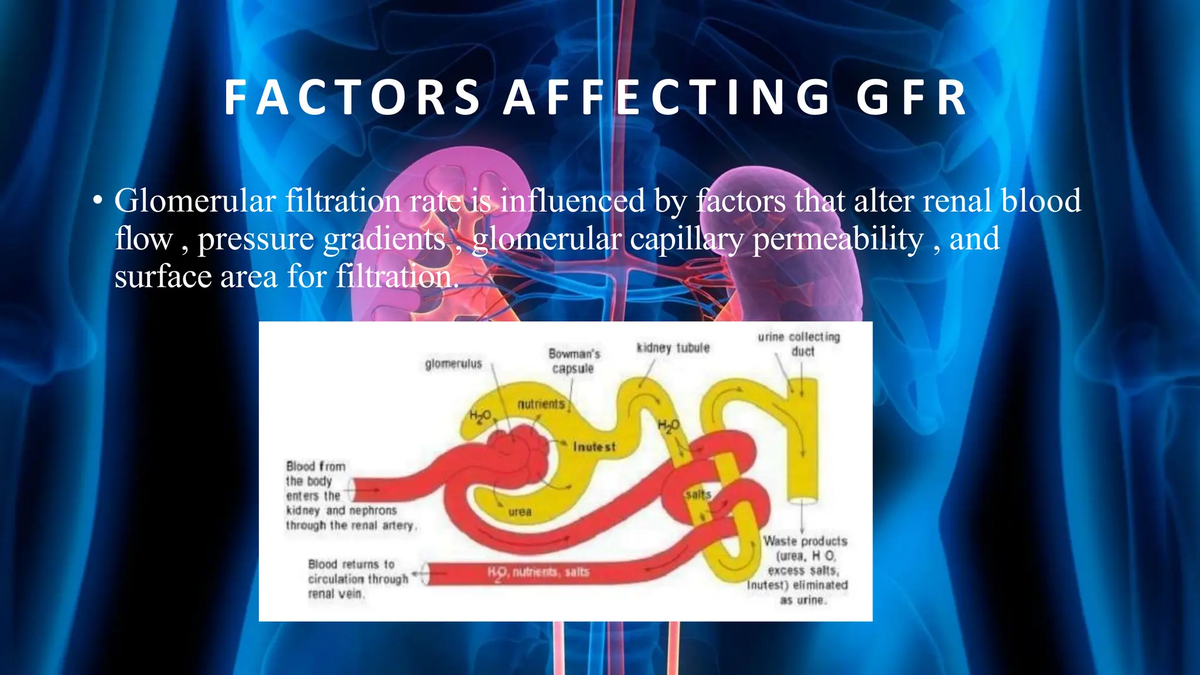 FACTORS AFFECTING GFR
• Glomerular filtration rate is influenced by factors that alter renal blood
flow , pressure gradients , glomerular capillary permeability , and
surface area for filtration.
glomerulus
Bowman's
capsule
kidney tubule
urine collecting
duct
H2O
nutrients
Inutest
urea
H2O
salts
Blood from
the body
enters the
kidney and nephrons
through the renal artery.
Blood returns to
circulation through
renal vein.
H2O, nutrients, salts
Waste products
(urea, H O,
excess salts,
Inutest) eliminated
as urine.